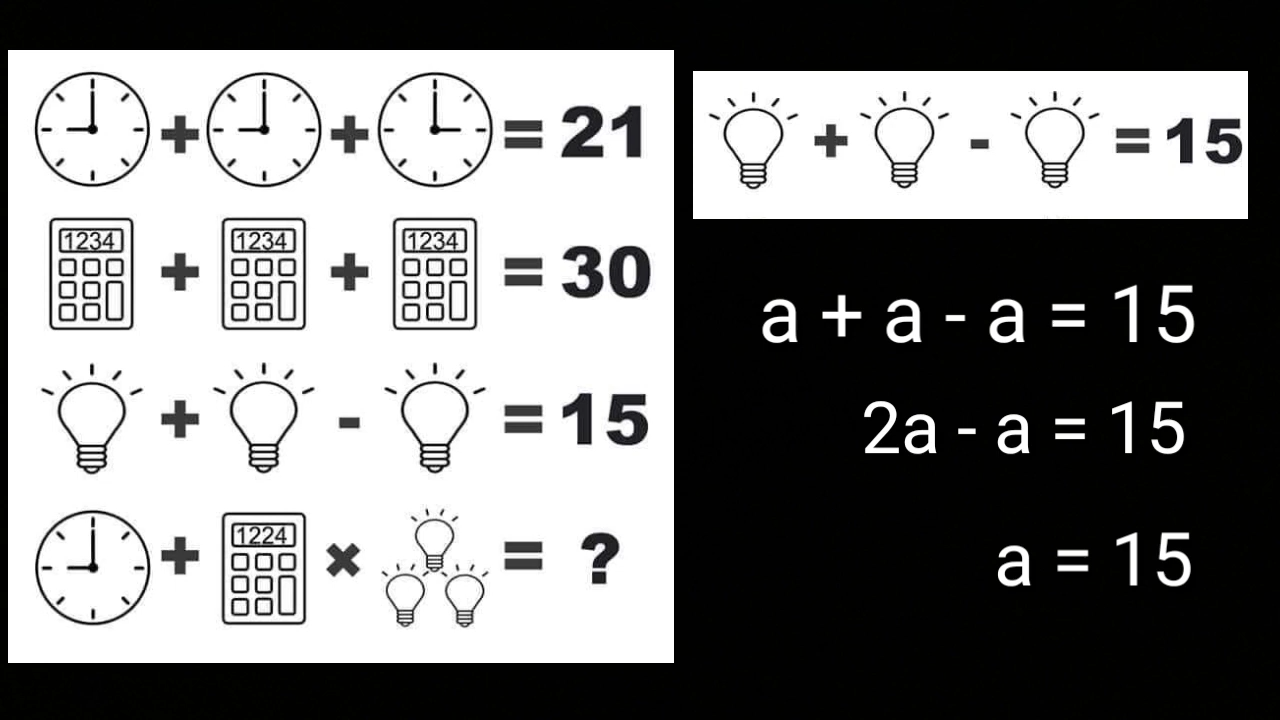 + + = 21
1234 + 1234 + 1234 = 30
+ - = 15
+ 1224 × = ?
+ - = 15
a + a - a = 15
2a - a = 15
a = 15